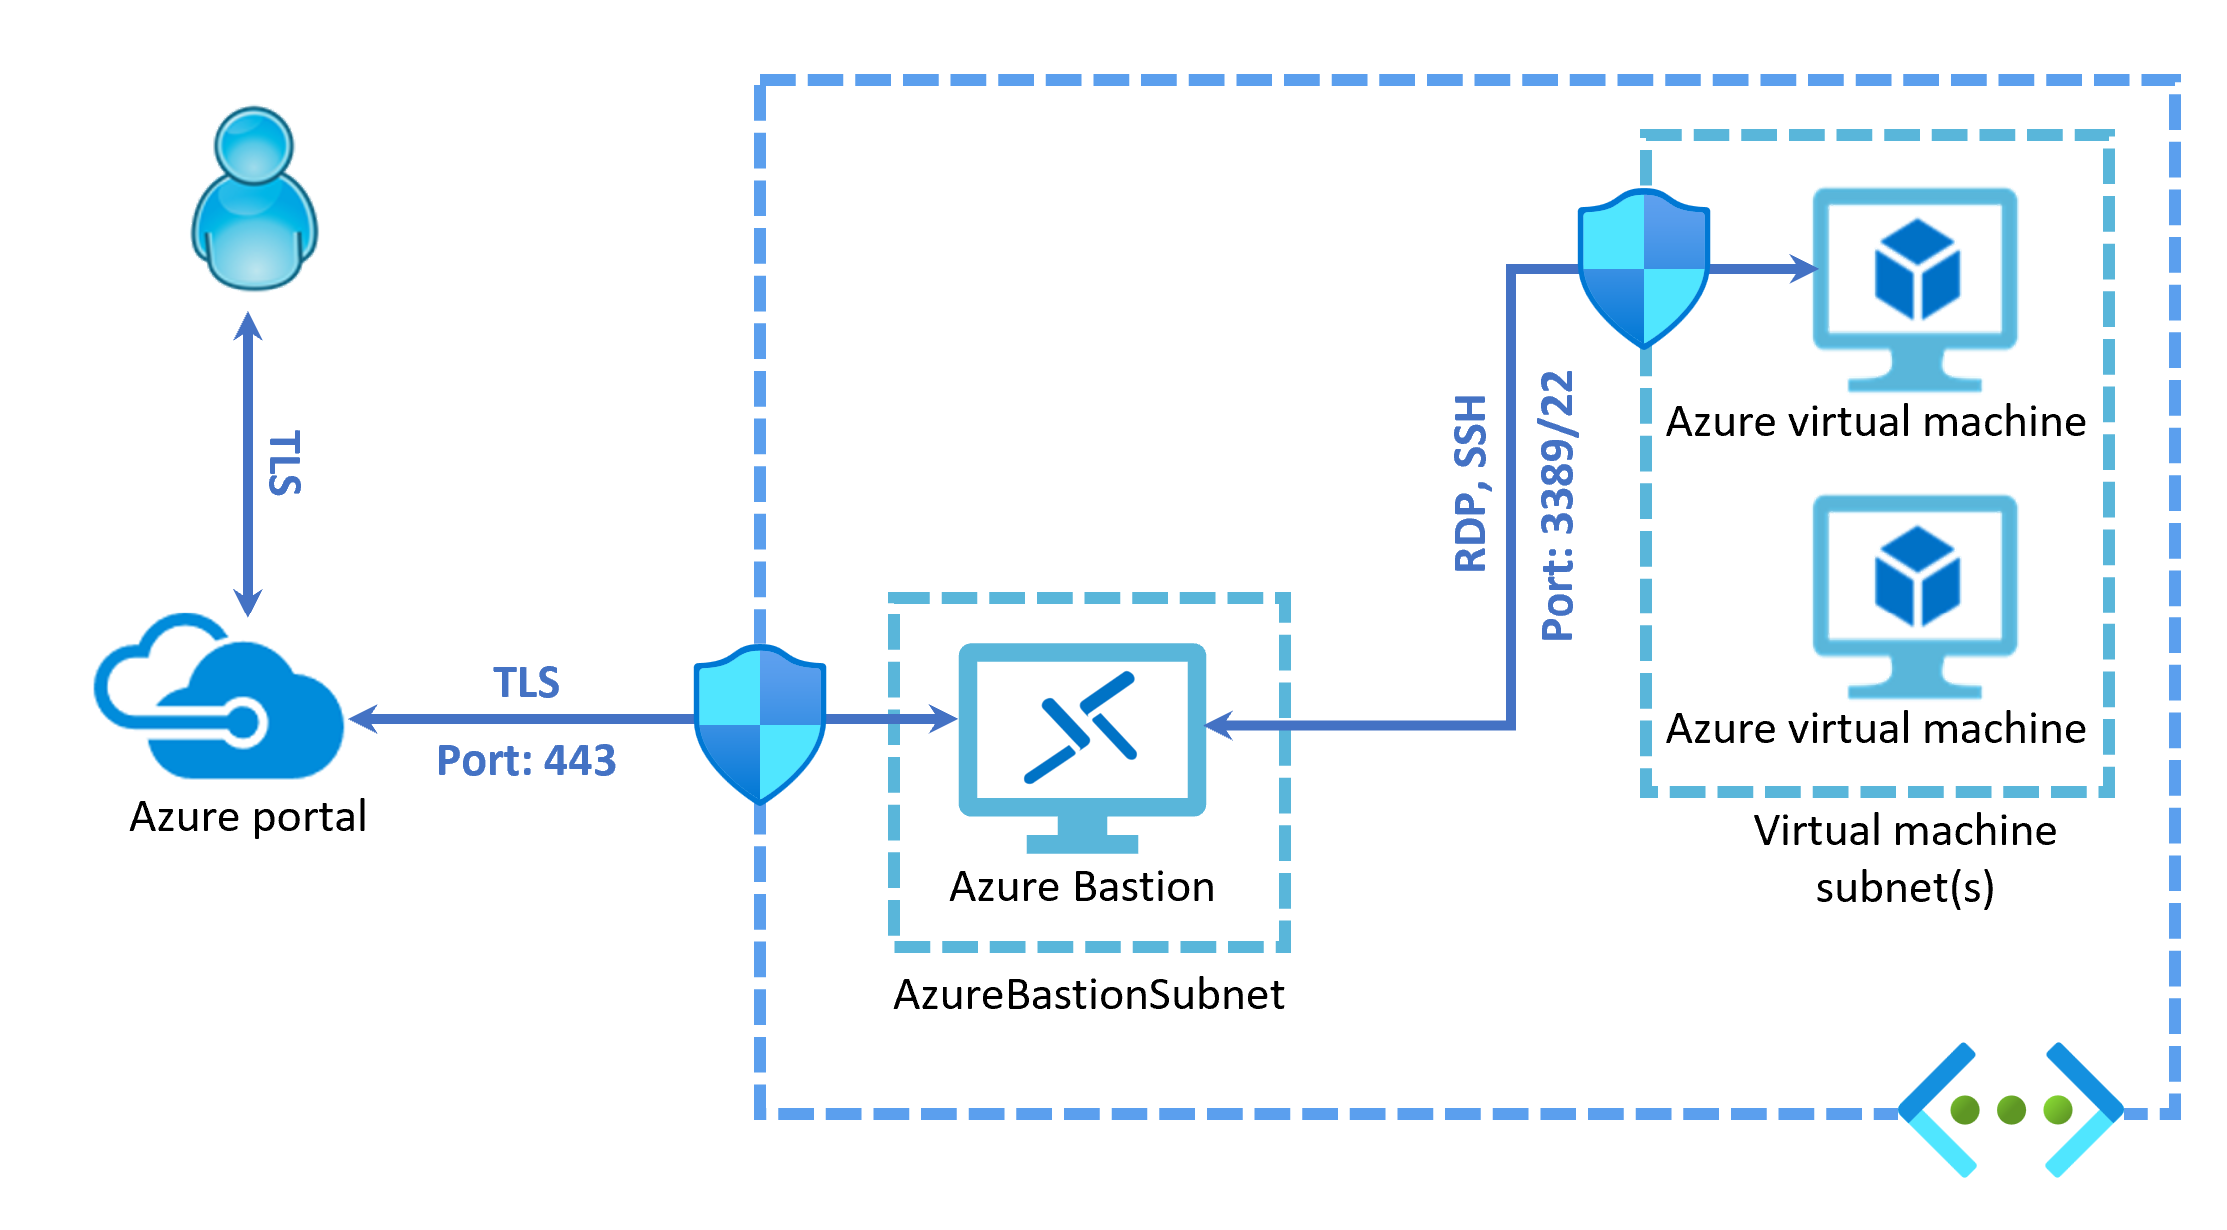 TLS
Azure portal
TLS
Port: 443
Azure Bastion
AzureBastionSubnet
RDP, SSH
Port: 3389/22
Azure virtual machine
Azure virtual machine
Virtual machine
subnet(s)